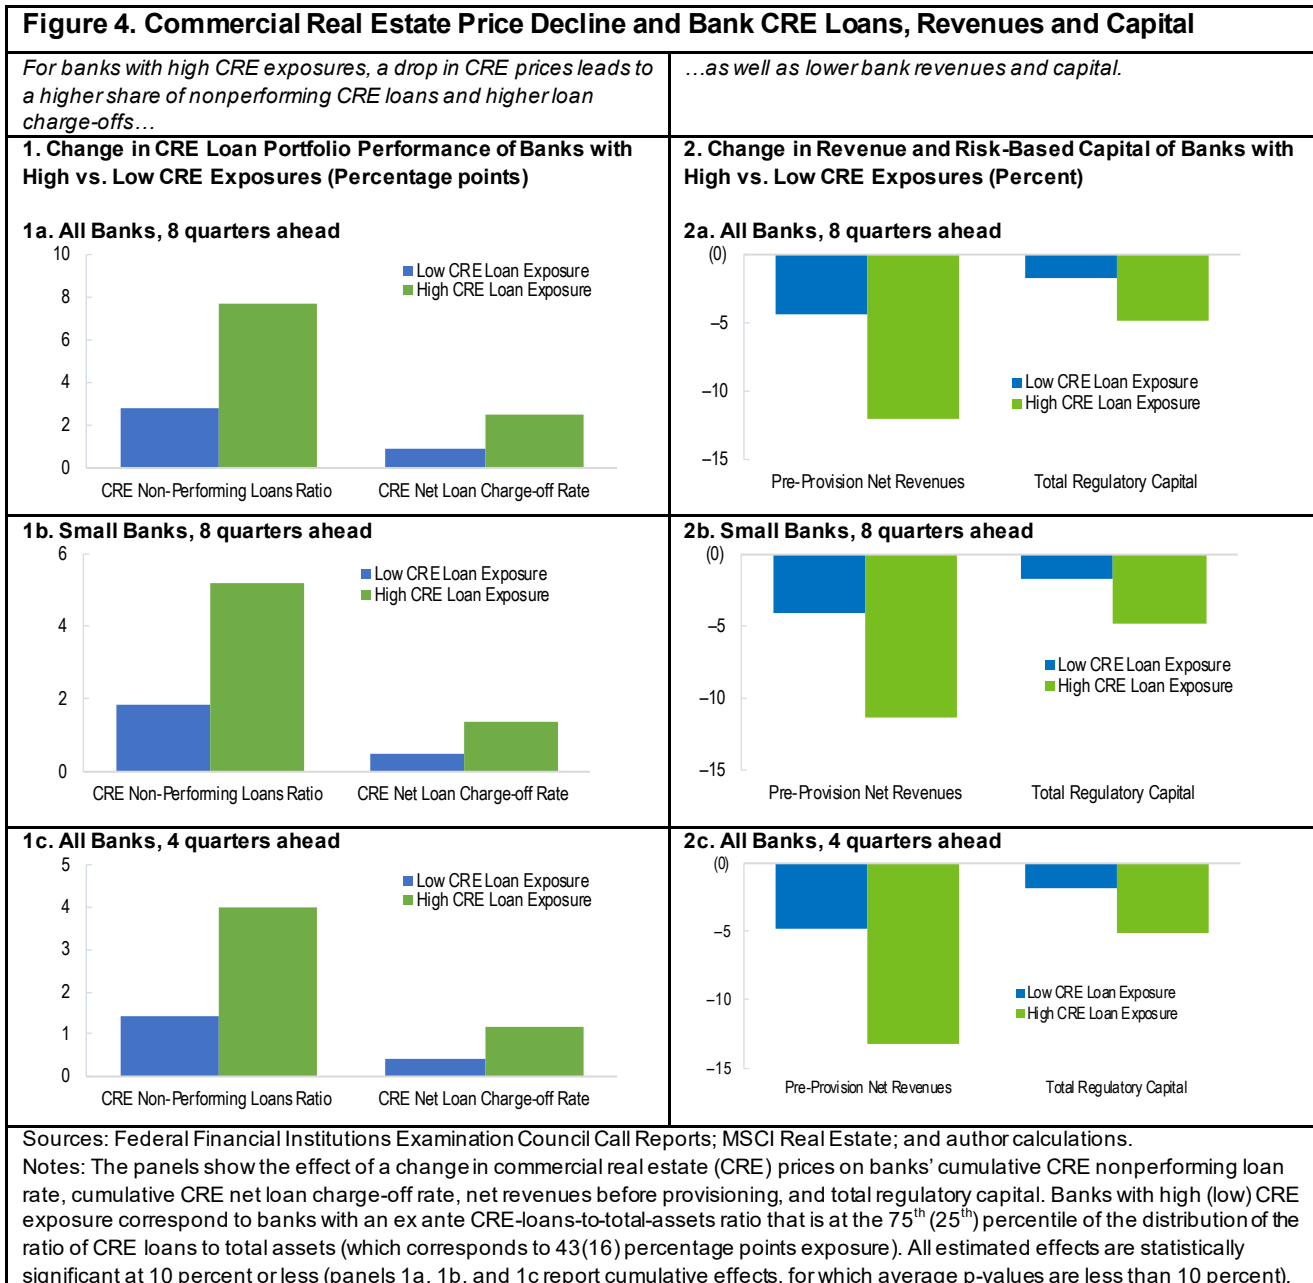 Figure 4. Commercial Real Estate Price Decline and Bank CRE Loans, Revenues and Capital
For banks with high CRE exposures, a drop in CRE prices leads to
a higher share of nonperforming CRE loans and higher loan
charge-offs…
…as well as lower bank revenues and capital.
1. Change in CRE Loan Portfolio Performance of Banks with
High vs. Low CRE Exposures (Percentage points)
2. Change in Revenue and Risk-Based Capital of Banks with
High vs. Low CRE Exposures (Percent)
1a. All Banks, 8 quarters ahead
10
8
6
4
2
0
Low CRE Loan Exposure
High CRE Loan Exposure
CRE Non-Performing Loans Ratio
CRE Net Loan Charge-off Rate
2a. All Banks, 8 quarters ahead
(0)
–5
–10
–15
Low CRE Loan Exposure
High CRE Loan Exposure
Pre-Provision Net Revenues
Total Regulatory Capital
1b. Small Banks, 8 quarters ahead
6
4
2
0
Low CRE Loan Exposure
High CRE Loan Exposure
CRE Non-Performing Loans Ratio
CRE Net Loan Charge-off Rate
2b. Small Banks, 8 quarters ahead
(0)
–5
–10
–15
Low CRE Loan Exposure
High CRE Loan Exposure
Pre-Provision Net Revenues
Total Regulatory Capital
1c. All Banks, 4 quarters ahead
5
4
3
2
1
0
Low CRE Loan Exposure
High CRE Loan Exposure
CRE Non-Performing Loans Ratio
CRE Net Loan Charge-off Rate
2c. All Banks, 4 quarters ahead
(0)
–5
–10
–15
Low CRE Loan Exposure
High CRE Loan Exposure
Pre-Provision Net Revenues
Total Regulatory Capital
Sources: Federal Financial Institutions Examination Council Call Reports; MSCI Real Estate; and author calculations.
Notes: The panels show the effect of a change in commercial real estate (CRE) prices on banks' cumulative CRE nonperforming loan
rate, cumulative CRE net loan charge-off rate, net revenues before provisioning, and total regulatory capital. Banks with high (low) CRE
exposure correspond to banks with an ex ante CRE-loans-to-total-assets ratio that is at the 75th (25th) percentile of the distribution of the
ratio of CRE loans to total assets (which corresponds to 43(16) percentage points exposure). All estimated effects are statistically
significant at 10 percent or less (panels 1a, 1b, and 1c report cumulative effects, for which average p-values are less than 10 percent).